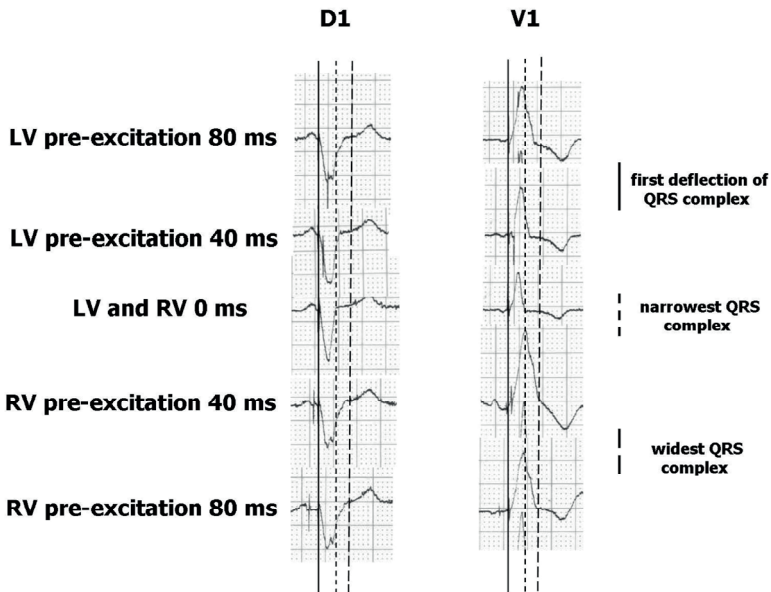 D1
V1
LV pre-excitation 80 ms
first deflection of
QRS complex
LV pre-excitation 40 ms
LV and RV 0 ms
narrowest QRS
complex
RV pre-excitation 40 ms
widest QRS
complex
RV pre-excitation 80 ms